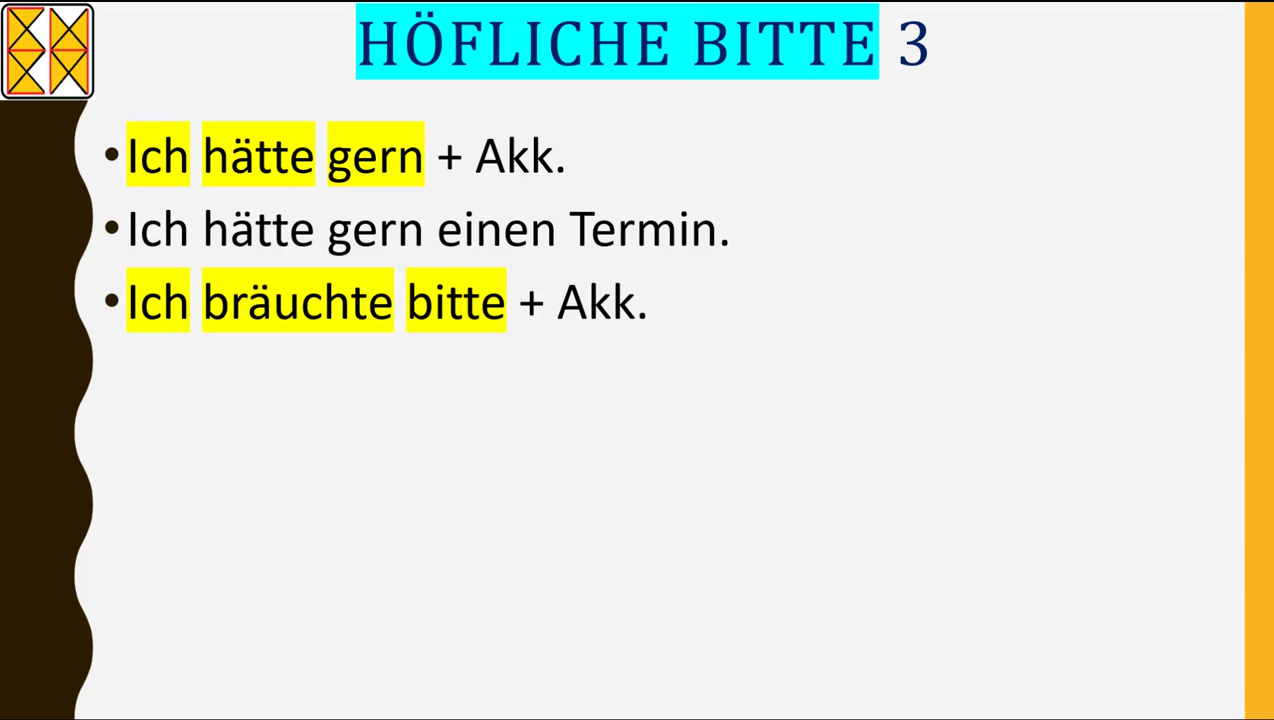 HÖFLICHE BITTE 3
•Ich hätte gern + Akk.
•Ich hätte gern einen Termin.
•Ich bräuchte bitte + Akk.